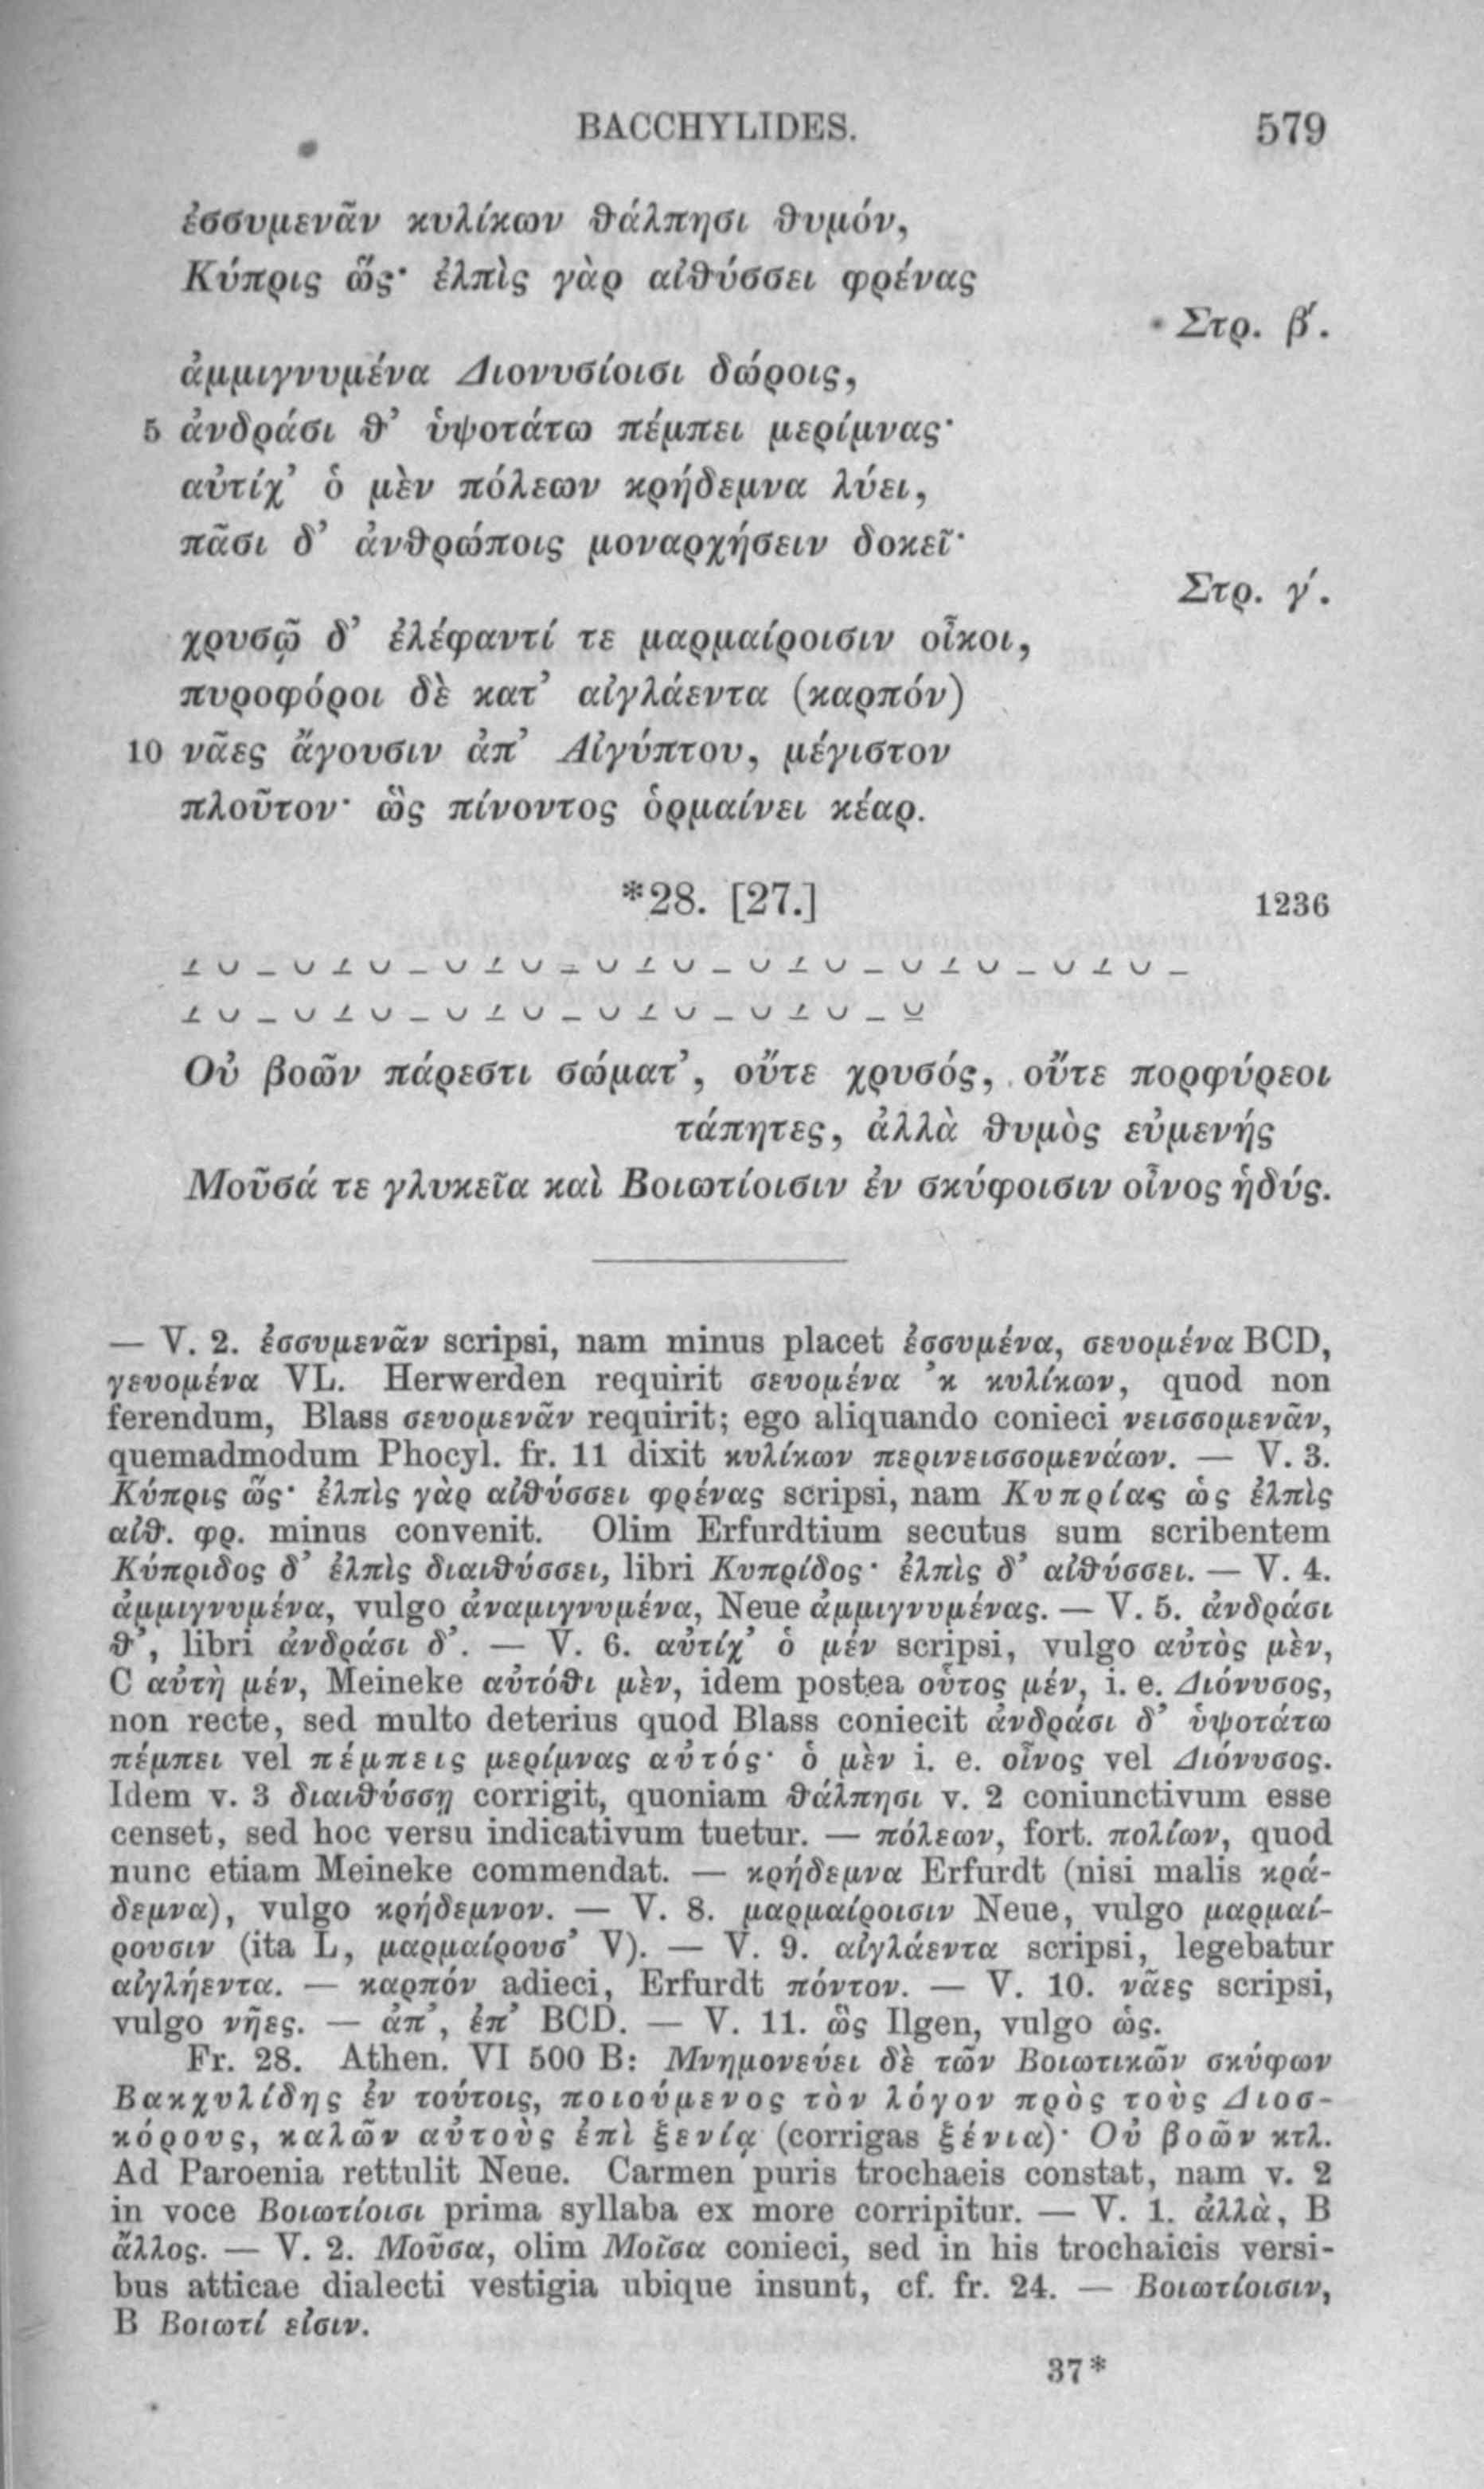 BACCHYLIDES. 579
ἐσσυμενᾶν κυλίκων θάλπησι θυμόν,
Κύπρις ὥς· ἐλπὶς γὰρ αἰθύσσει φρένας
Στρ. β΄.
ἀμμιγνυμένα Διονυσίοισι δώροις,
5 ἀνδράσι θ’ ὑψοτάτω πέμπει μερίμνας·
αὐτίχ’ ὁ μὲν πόλεων κρήδεμνα λύει,
πᾶσι δ’ ἀνθρώποις μοναρχήσειν δοκεῖ·
Στρ. γ΄.
χρυσῷ δ’ ἐλέφαντί τε μαρμαίροισιν οἶκοι,
πυροφόροι δὲ κατ’ αἰγλάεντα (καρπόν)
10 νᾶες ἄγουσιν ἀπ’ Αἰγύπτου, μέγιστον
πλοῦτον· ὣς πίνοντος ὁρμαίνει κέαρ.
*28. [27.] 1236
Οὐ βοῶν πάρεστι σώματ’, οὔτε χρυσός, οὔτε πορφύρεοι
τάπητες, ἀλλὰ θυμὸς εὐμενής
Μοῦσά τε γλυκεῖα καὶ Βοιωτίοισιν ἐν σκύφοισιν οἶνος ἡδύς.
— V. 2. ἐσσυμενᾶν scripsi, nam minus placet ἐσσυμένα, σευομένα BCD,
γευομένα VL. Herwerden requirit σευομένα ’κ κυλίκων, quod non
ferendum, Blass σευομενᾶν requirit; ego aliquando conieci νεισσομενᾶν,
quemadmodum Phocyl. fr. 11 dixit κυλίκων περινεισσομενάων. — V. 3.
Κύπρις ὥς· ἐλπὶς γὰρ αἰθύσσει φρένας scripsi, nam Κυπρίας ὡς ἐλπὶς
αἰθ. φρ. minus convenit. Olim Erfurdtium secutus sum scribentem
Κύπριδος δ’ ἐλπὶς διαιθύσσει, libri Κυπρίδος· ἐλπὶς δ’ αἰθύσσει. — V. 4.
ἀμμιγνυμένα, vulgo ἀναμιγνυμένα, Neue ἀμμιγνυμένας. — V. 5. ἀνδράσι
θ’, libri ἀνδράσι δ’. — V. 6. αὐτίχ’ ὁ μέν scripsi, vulgo αὐτὸς μὲν,
C αὐτὴ μέν, Meineke αὐτόθι μὲν, idem postea οὗτος μέν, i. e. Διόνυσος,
non recte, sed multo deterius quod Blass coniecit ἀνδράσι δ’ ὑψοτάτω
πέμπει vel πέμπεις μερίμνας αὐτός· ὁ μὲν i. e. οἶνος vel Διόνυσος.
Idem v. 3 διαιθύσσῃ corrigit, quoniam θάλπησι v. 2 coniunctivum esse
censet, sed hoc versu indicativum tuetur. — πόλεων, fort. πολίων, quod
nunc etiam Meineke commendat. — κρήδεμνα Erfurdt (nisi malis κρά-
δεμνα), vulgo κρήδεμνον. — V. 8. μαρμαίροισιν Neue, vulgo μαρμαί-
ρουσιν (ita L, μαρμαίρουσ’ V). — V. 9. αἰγλάεντα scripsi, legebatur
αἰγλήεντα. — καρπόν adieci, Erfurdt πόντον. — V. 10. νᾶες scripsi,
vulgo νῆες. — ἀπ’, ἐπ’ BCD. — V. 11. ὣς Ilgen, vulgo ὡς.
Fr. 28. Athen. VI 500 B: Μνημονεύει δὲ τῶν Βοιωτικῶν σκύφων
Βακχυλίδης ἐν τούτοις, ποιούμενος τὸν λόγον πρὸς τοὺς Διοσ-
κόρους, καλῶν αὐτοὺς ἐπὶ ξενίᾳ (corrigas ξένια)· Οὐ βοῶν κτλ.
Ad Paroenia rettulit Neue. Carmen puris trochaeis constat, nam v. 2
in voce Βοιωτίοισι prima syllaba ex more corripitur. — V. 1. ἀλλὰ, B
ἄλλος. — V. 2. Μοῦσα, olim Μοῖσα conieci, sed in his trochaicis versi-
bus atticae dialecti vestigia ubique insunt, cf. fr. 24. — Βοιωτίοισιν,
B Βοιωτί εἰσιν.
37*